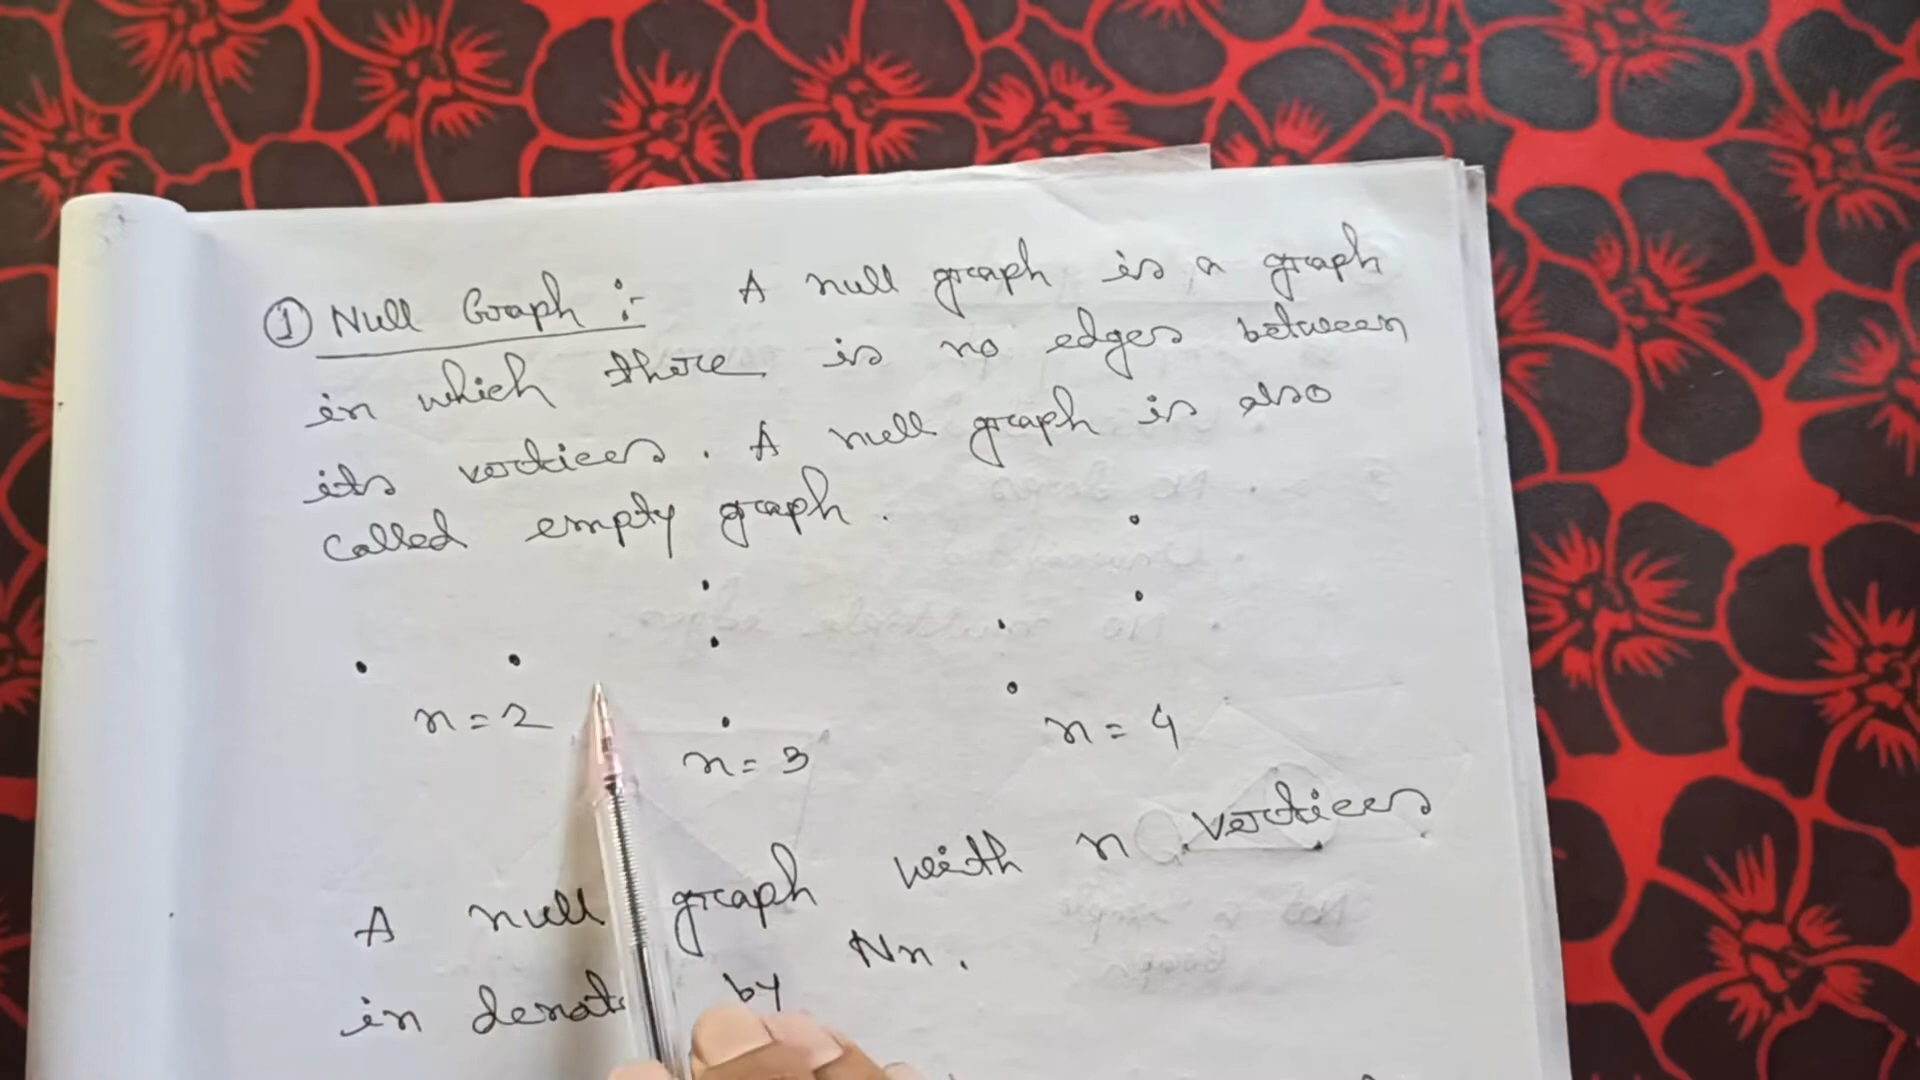 ① Null Graph :- A null graph is a graph
in which there is no edges between
its vertices. A null graph is also
called empty graph.
n = 2
n = 3
n = 4
A null graph with n vertices
is denot by Nn.